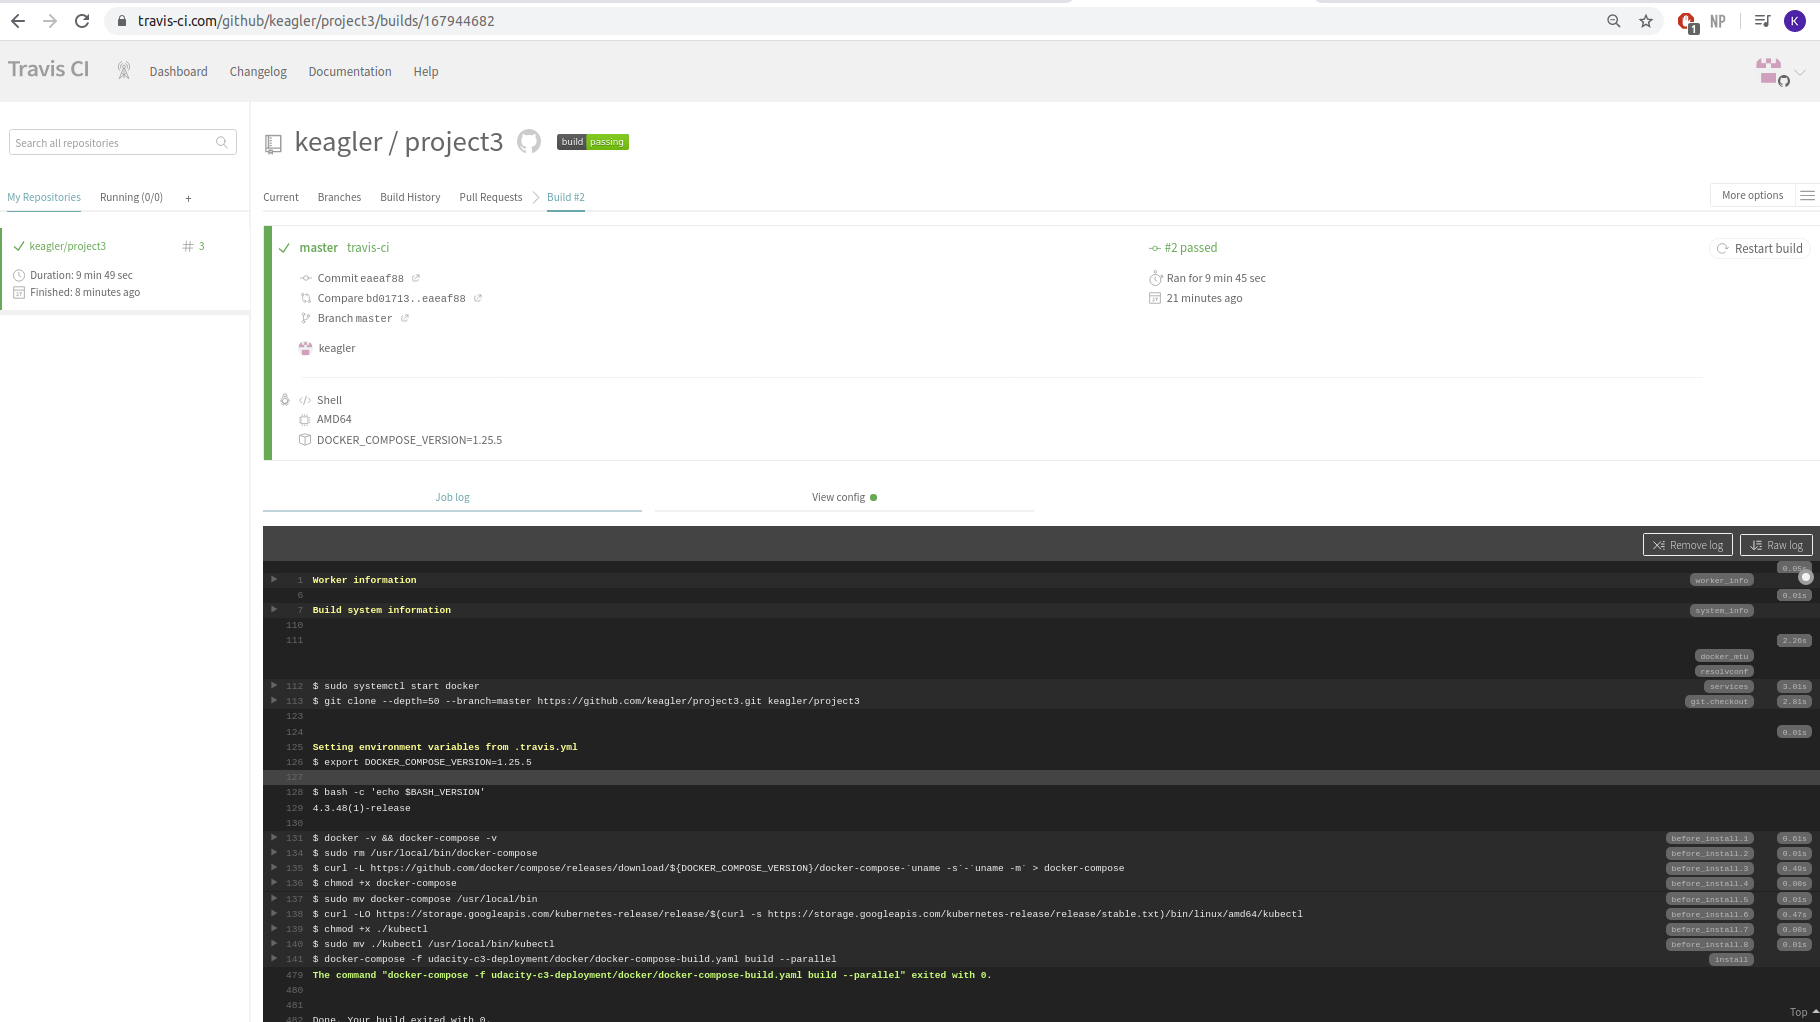 travis-ci.com/github/keagler/project3/builds/167944682
1
NP
K
Travis CI
Dashboard
Changelog
Documentation
Help
Search all repositories
My Repositories
Running (0/0)
+
keagler/project3
# 3
Duration: 9 min 49 sec
Finished: 8 minutes ago
keagler / project3
build passing
Current
Branches
Build History
Pull Requests
Build #2
More options
master travis-ci
Commit eaeaf88
Compare bd01713..eaeaf88
Branch master
keagler
#2 passed
Ran for 9 min 45 sec
21 minutes ago
Restart build
</> Shell
AMD64
DOCKER_COMPOSE_VERSION=1.25.5
Job log
View config
Remove log
Raw log
0.05s
1 Worker information worker_info
6 0.01s
7 Build system information system_info
110
111 2.26s
docker_mtu
resolvconf
112 $ sudo systemctl start docker services 3.01s
113 $ git clone --depth=50 --branch=master https://github.com/keagler/project3.git keagler/project3 git.checkout 2.81s
123
124 0.01s
125 Setting environment variables from .travis.yml
126 $ export DOCKER_COMPOSE_VERSION=1.25.5
127
128 $ bash -c 'echo $BASH_VERSION'
129 4.3.48(1)-release
130
131 $ docker -v && docker-compose -v before_install.1 0.61s
134 $ sudo rm /usr/local/bin/docker-compose before_install.2 0.01s
135 $ curl -L https://github.com/docker/compose/releases/download/${DOCKER_COMPOSE_VERSION}/docker-compose-`uname -s`-`uname -m` > docker-compose before_install.3 0.49s
136 $ chmod +x docker-compose before_install.4 0.00s
137 $ sudo mv docker-compose /usr/local/bin before_install.5 0.01s
138 $ curl -LO https://storage.googleapis.com/kubernetes-release/release/$(curl -s https://storage.googleapis.com/kubernetes-release/release/stable.txt)/bin/linux/amd64/kubectl before_install.6 0.47s
139 $ chmod +x ./kubectl before_install.7 0.00s
140 $ sudo mv ./kubectl /usr/local/bin/kubectl before_install.8 0.01s
141 $ docker-compose -f udacity-c3-deployment/docker/docker-compose-build.yaml build --parallel install
479 The command "docker-compose -f udacity-c3-deployment/docker/docker-compose-build.yaml build --parallel" exited with 0.
480
481
482 Done. Your build exited with 0.
Top